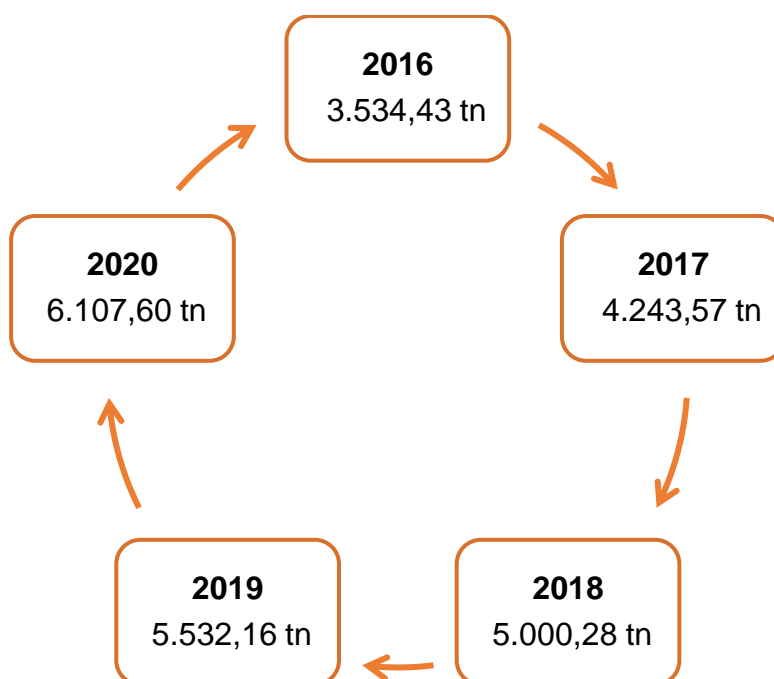 2016
3.534,43 tn
2017
4.243,57 tn
2018
5.000,28 tn
2019
5.532,16 tn
2020
6.107,60 tn